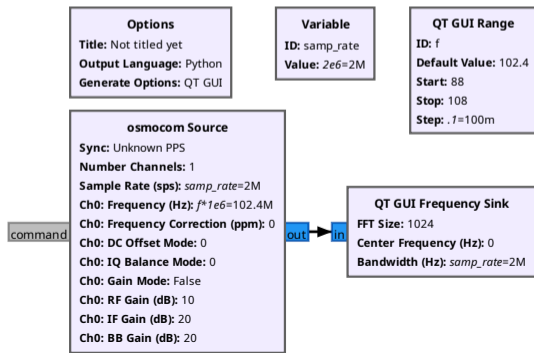 Options
Title: Not titled yet
Output Language: Python
Generate Options: QT GUI
Variable
ID: samp_rate
Value: 2e6=2M
QT GUI Range
ID: f
Default Value: 102.4
Start: 88
Stop: 108
Step: .1=100m
osmocom Source
Sync: Unknown PPS
Number Channels: 1
Sample Rate (sps): samp_rate=2M
Ch0: Frequency (Hz): f*1e6=102.4M
Ch0: Frequency Correction (ppm): 0
Ch0: DC Offset Mode: 0
Ch0: IQ Balance Mode: 0
Ch0: Gain Mode: False
Ch0: RF Gain (dB): 10
Ch0: IF Gain (dB): 20
Ch0: BB Gain (dB): 20
command
out
in
QT GUI Frequency Sink
FFT Size: 1024
Center Frequency (Hz): 0
Bandwidth (Hz): samp_rate=2M